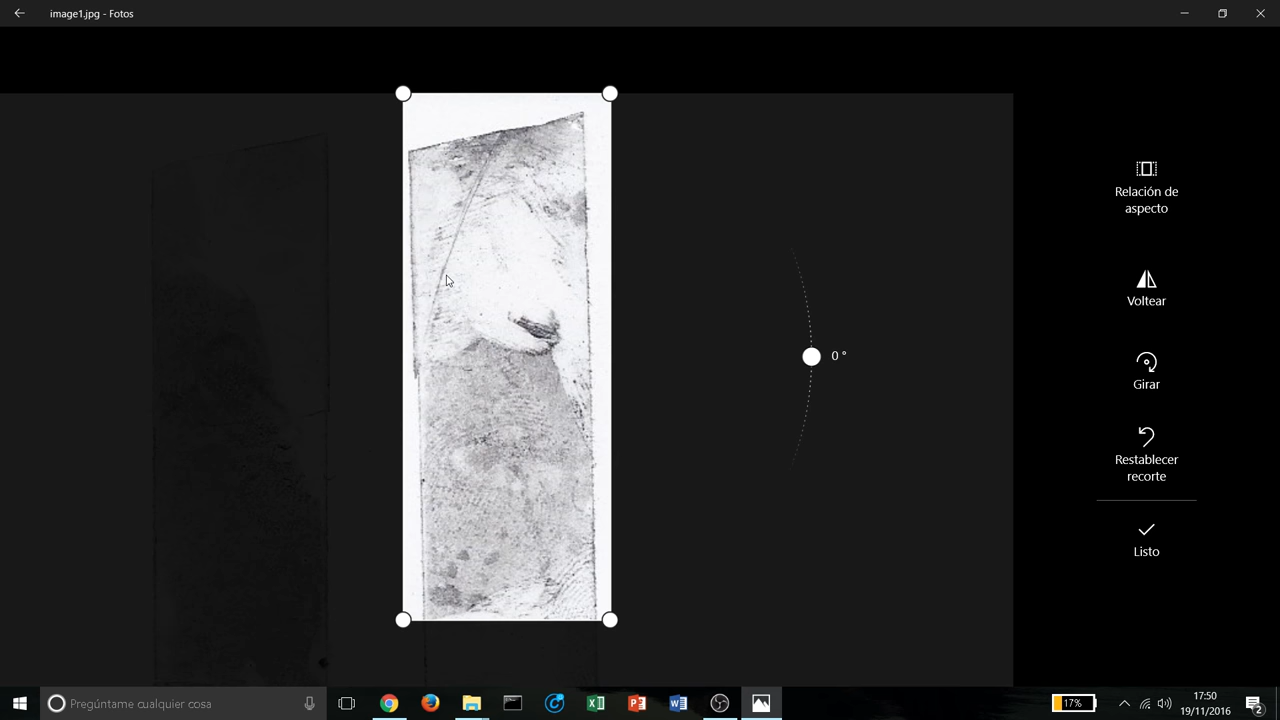 image1.jpg - Fotos
Relación de
aspecto
Voltear
0 °
Girar
Restablecer
recorte
Listo
Pregúntame cualquier cosa
17%
17:50
19/11/2016
2